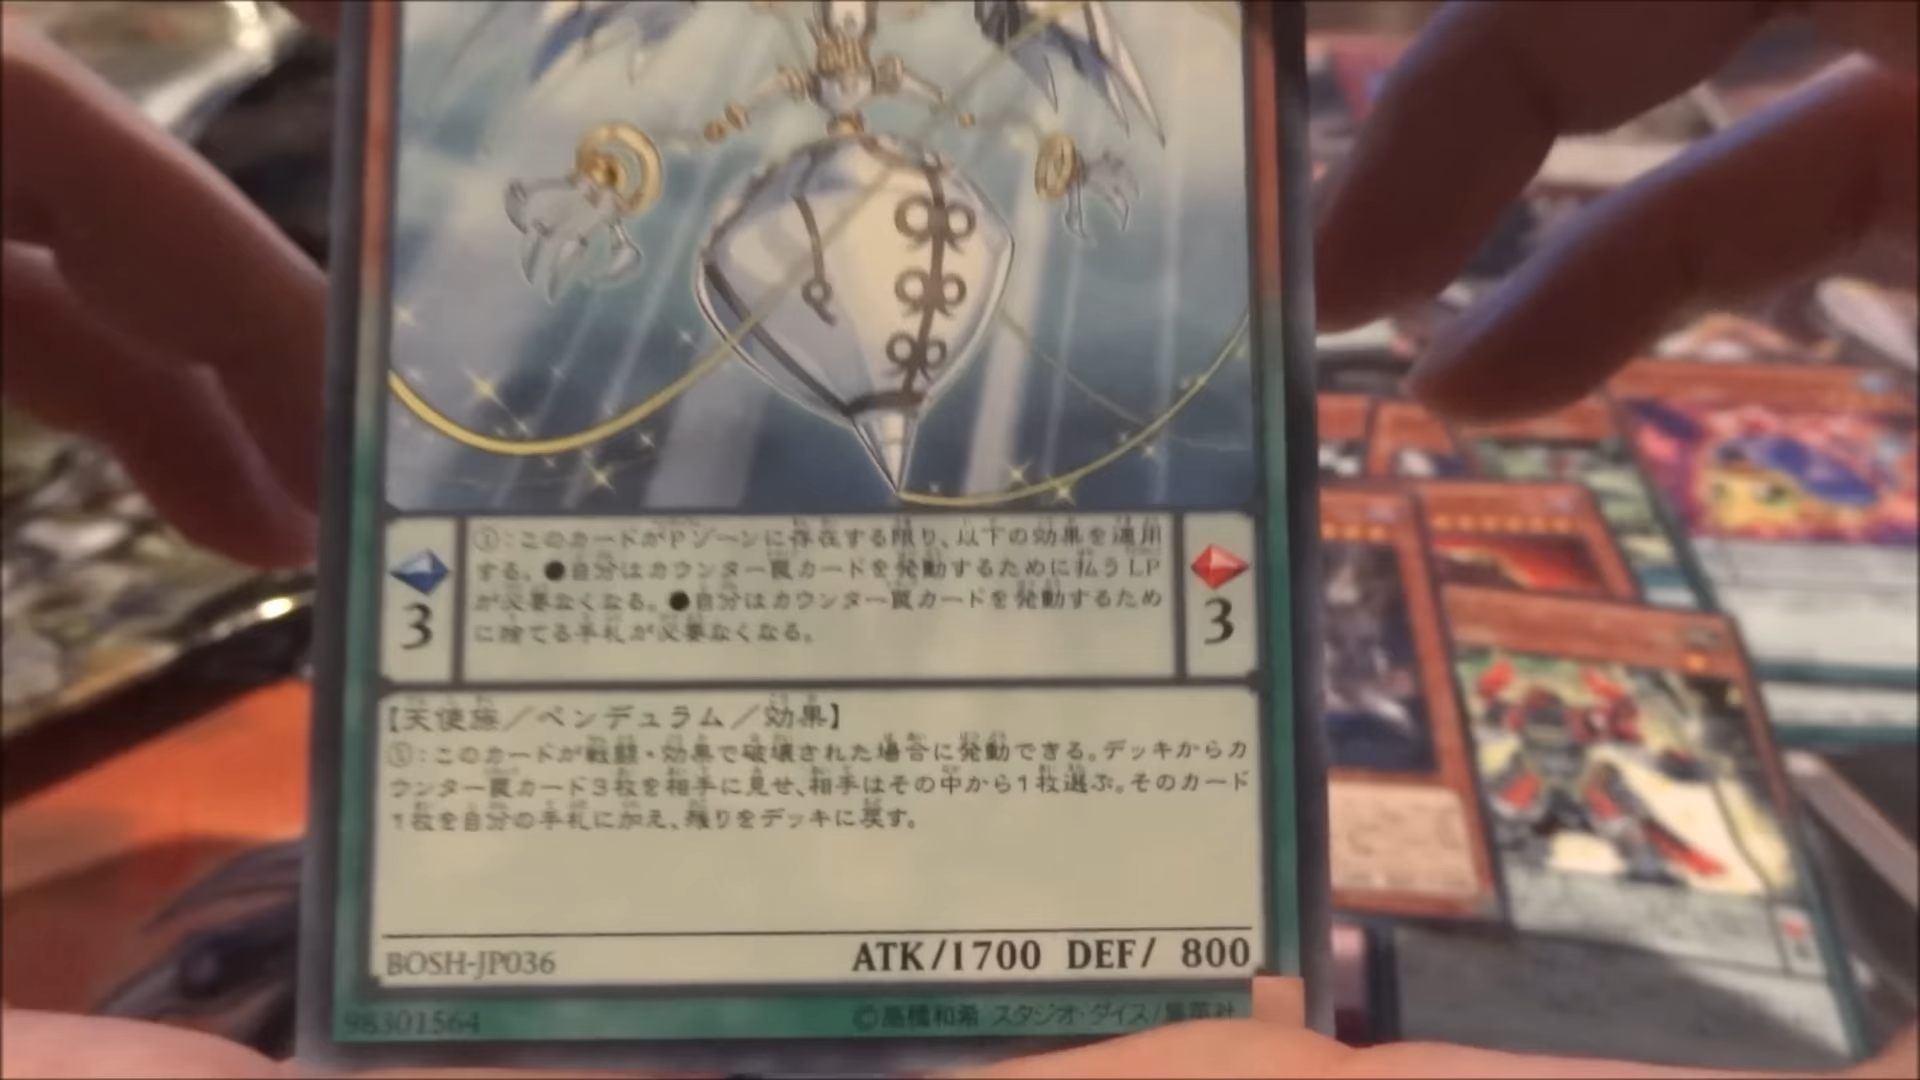 ①:このカードがPゾーンに存在する限り、以下の効果を適用
する。●自分はカウンター罠カードを発動するために払うLP
が必要なくなる。●自分はカウンター罠カードを発動するため
に捨てる手札が必要なくなる。
3
3
【天使族/ペンデュラム/効果】
①:このカードが戦闘・効果で破壊された場合に発動できる。デッキからカ
ウンター罠カード3枚を相手に見せ、相手はその中から1枚選ぶ。そのカード
1枚を自分の手札に加え、残りをデッキに戻す。
BOSH-JP036
ATK/1700 DEF/ 800
98301564
©高橋和希 スタジオ・ダイス/集英社